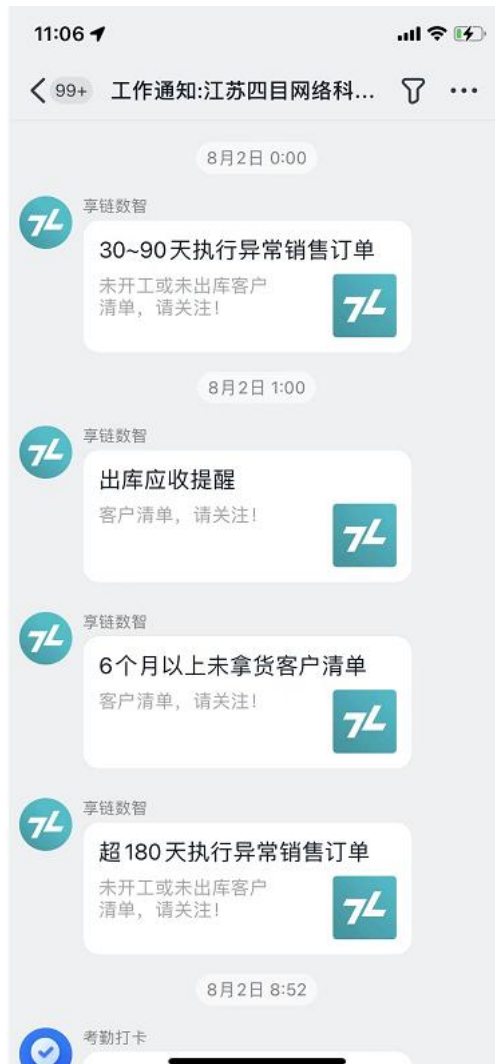 11:06
99+ 工作通知:江苏四目网络科...
8月2日 0:00
享链数智
30~90天执行异常销售订单
未开工或未出库客户
清单，请关注！
8月2日 1:00
享链数智
出库应收提醒
客户清单，请关注！
享链数智
6个月以上未拿货客户清单
客户清单，请关注！
享链数智
超180天执行异常销售订单
未开工或未出库客户
清单，请关注！
8月2日 8:52
考勤打卡